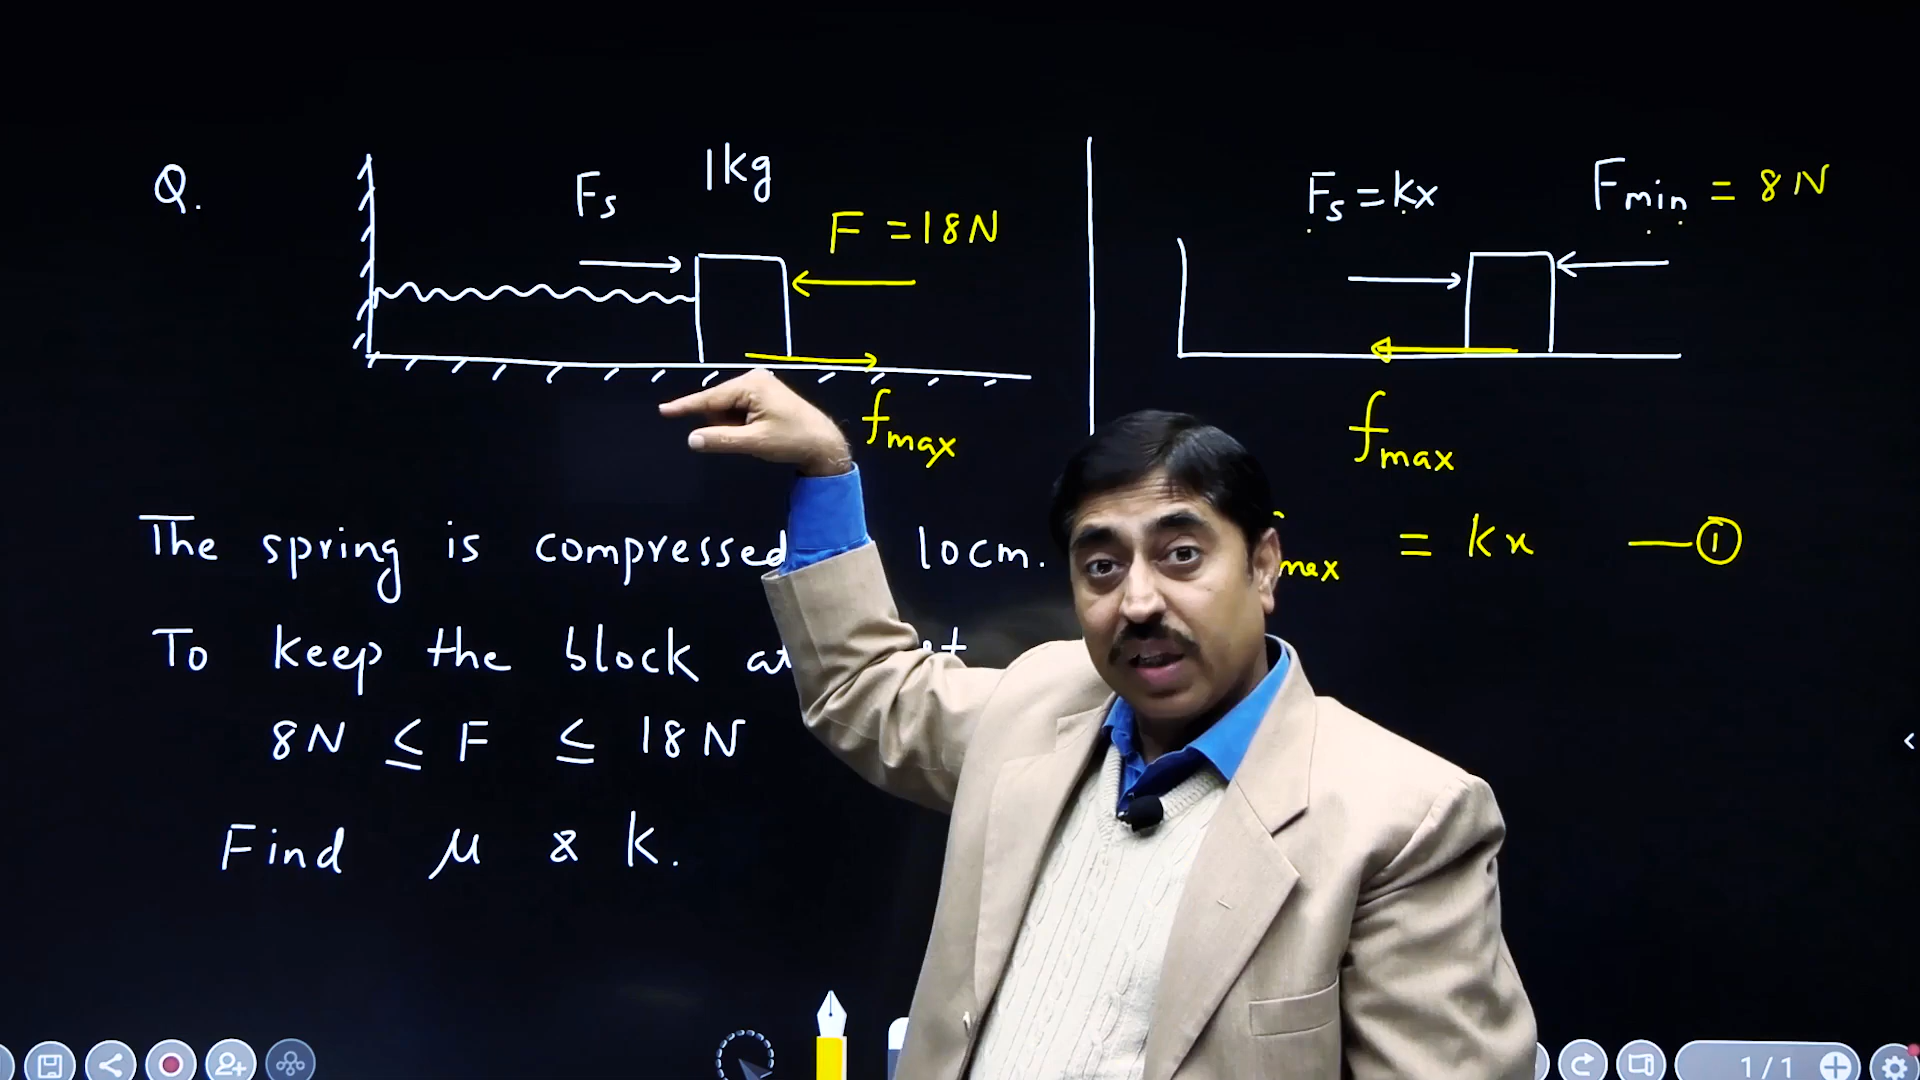 Q.
Fs
1kg
F = 18N
fmax
The spring is compressed 10cm.
To keep the block
8N ≤ F ≤ 18N
Find μ & k.
Fs = kx
Fmin = 8N
fmax
max = kx — ①
1/1